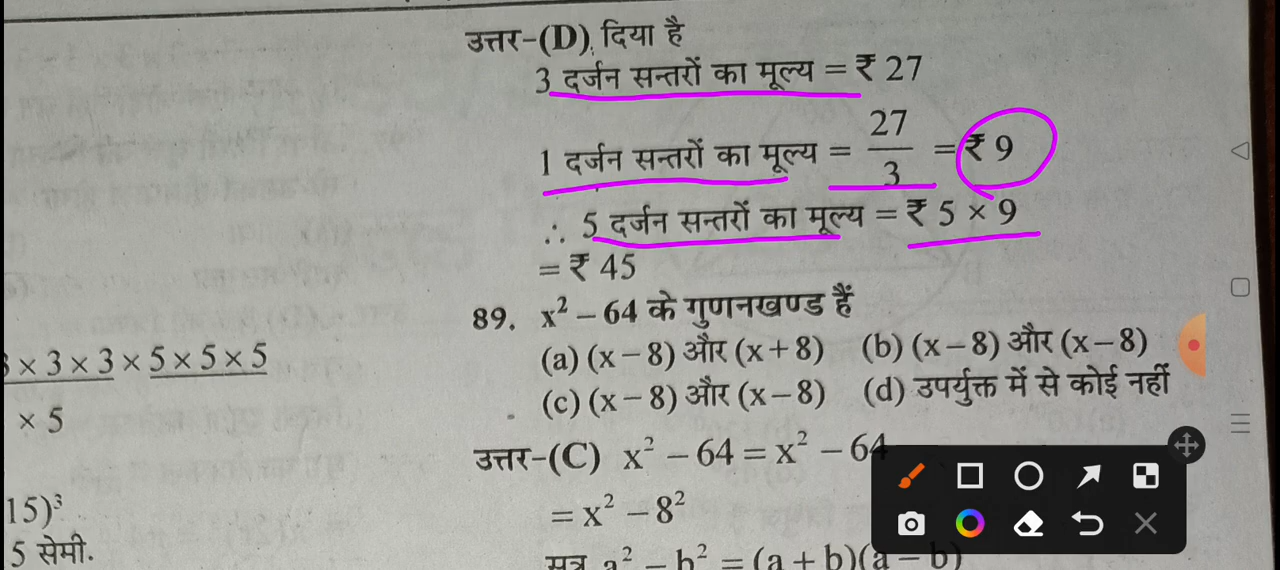 उत्तर–(D) दिया है
3 दर्जन सन्तरों का मूल्य = ₹ 27
1 दर्जन सन्तरों का मूल्य = 27/3 = ₹ 9
∴ 5 दर्जन सन्तरों का मूल्य = ₹ 5 × 9
= ₹ 45
89. x² – 64 के गुणनखण्ड हैं
(a) (x – 8) और (x + 8) (b) (x – 8) और (x – 8)
(c) (x – 8) और (x – 8) (d) उपर्युक्त में से कोई नहीं
उत्तर–(C) x² – 64 = x² – 64
= x² – 8²
सूत्र a² – b² = (a + b)(a – b)
× 3 × 3 × 5 × 5 × 5
× 5
15)³
5 सेमी.